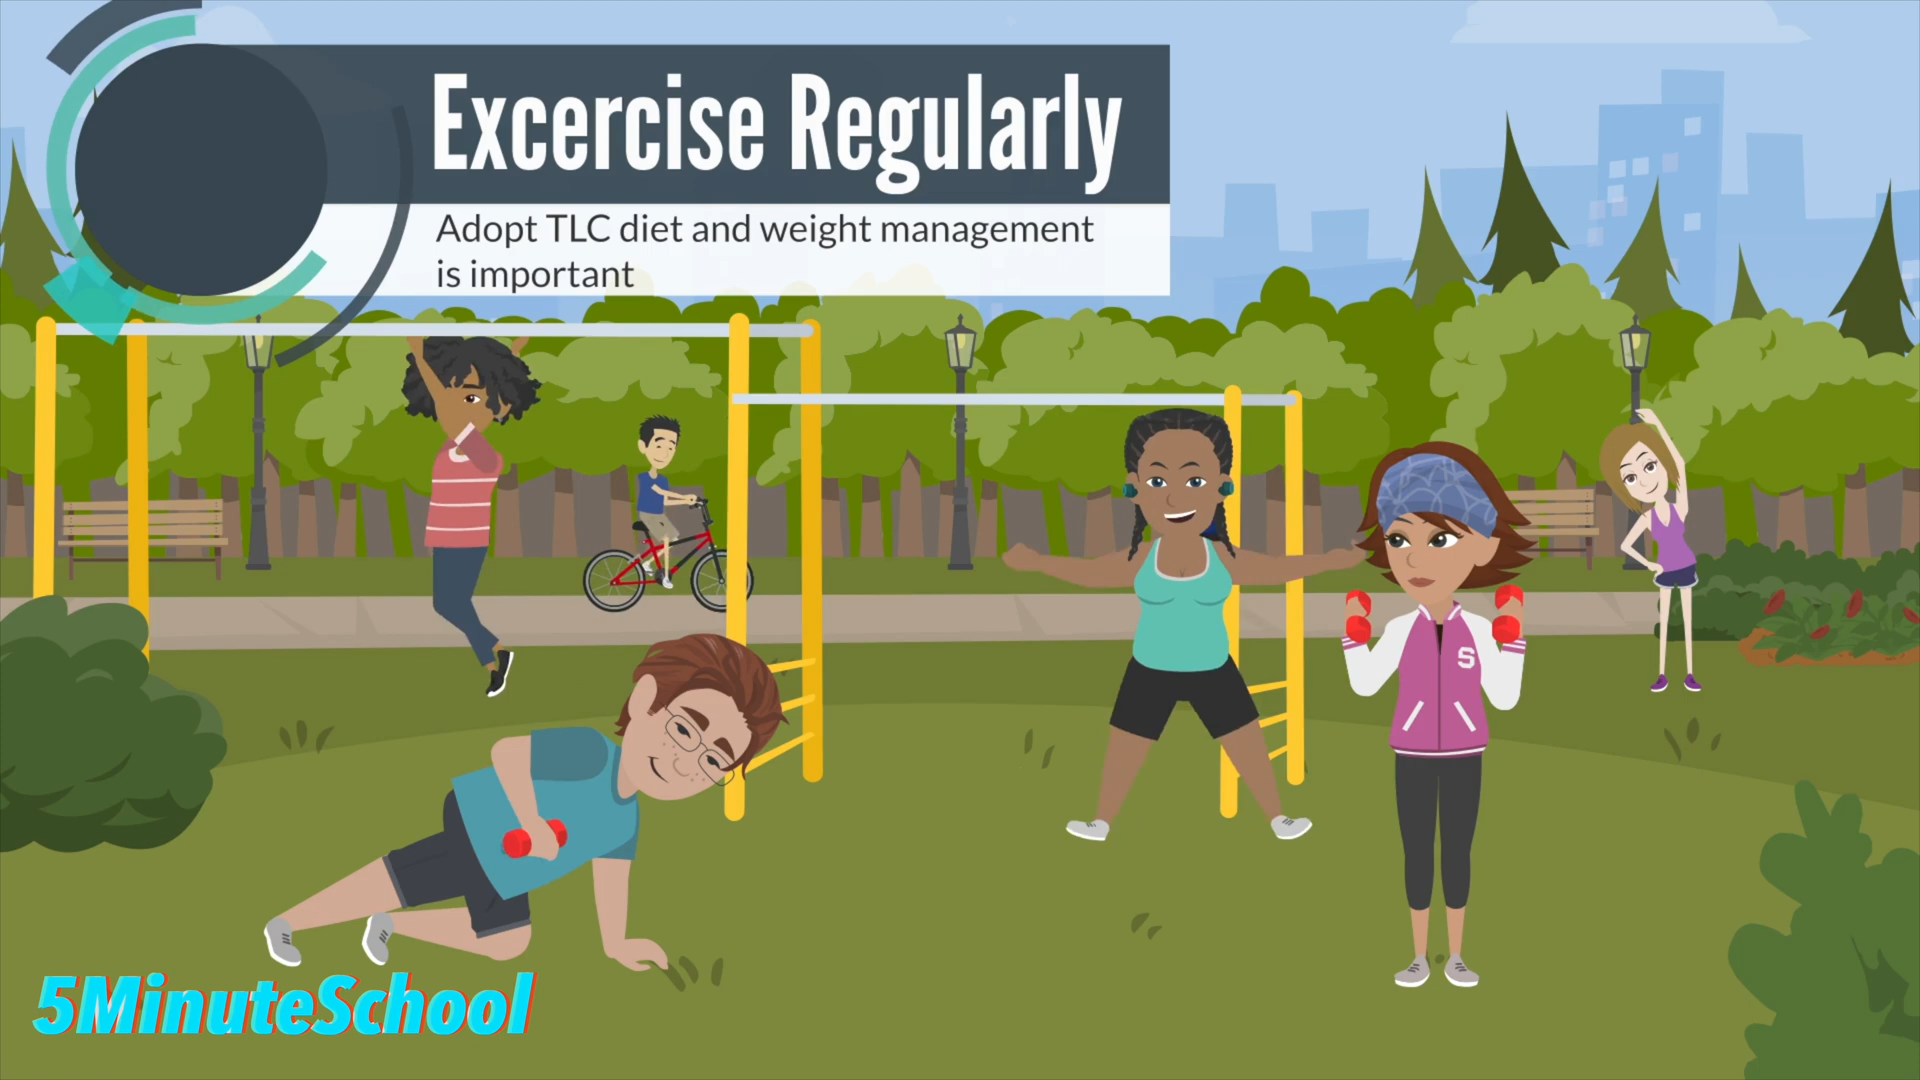 Excercise Regularly
Adopt TLC diet and weight management
is important
S
5MinuteSchool